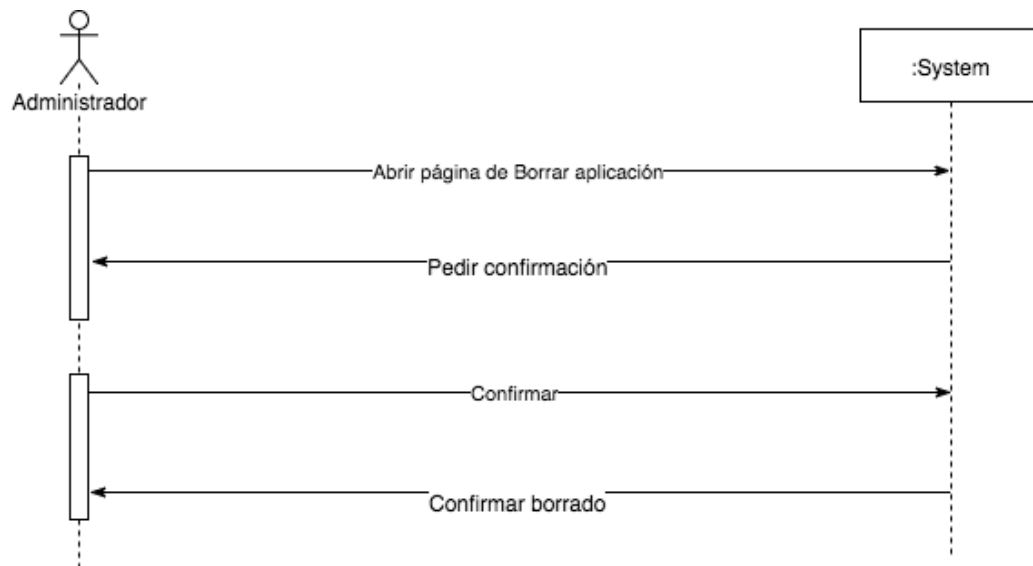 :System
Administrador
Abrir página de Borrar aplicación
Pedir confirmación
Confirmar
Confirmar borrado